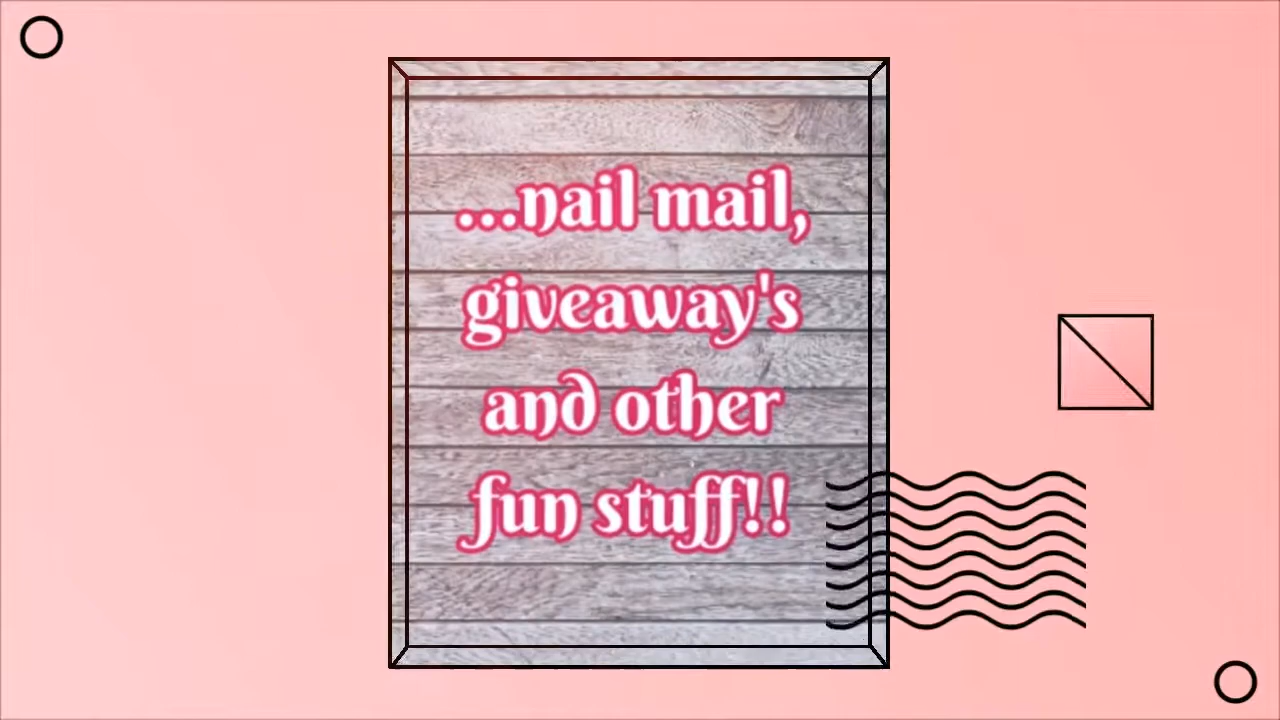 ...nail mail,
giveaway's
and other
fun stuff!!